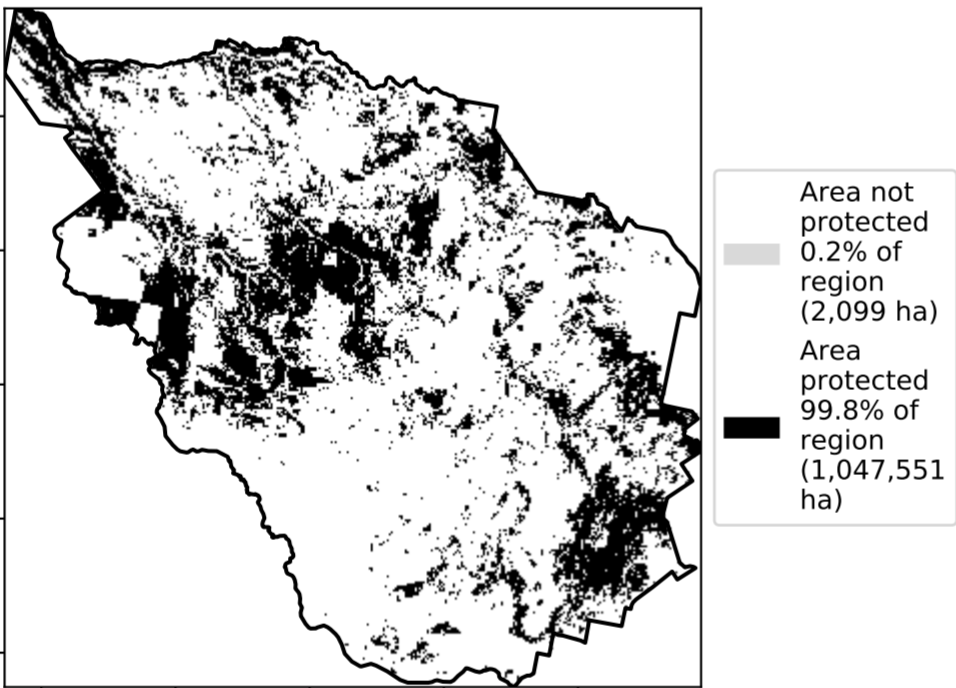 Area not
protected
0.2% of
region
(2,099 ha)
Area
protected
99.8% of
region
(1,047,551
ha)